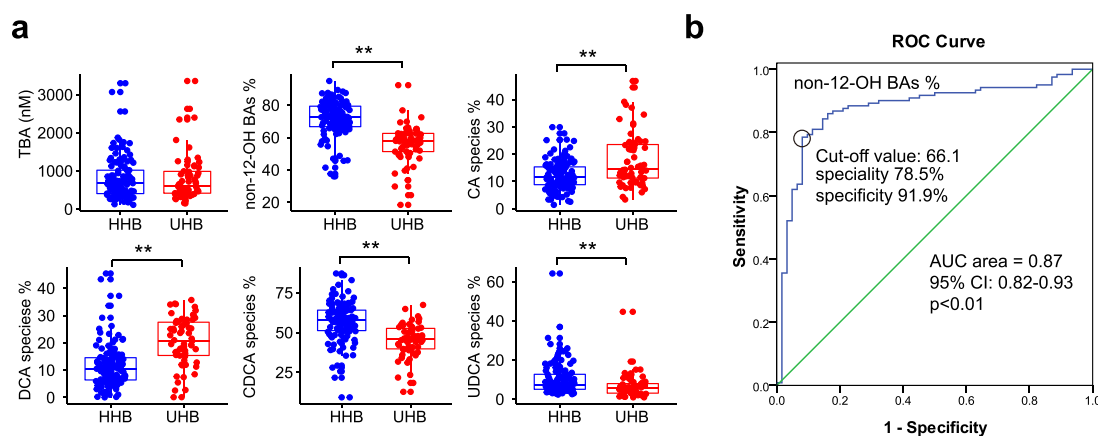 a
TBA (nM)
3000
2000
1000
0
HHB
UHB
non-12-OH BAs %
80
60
40
20
**
HHB
UHB
CA species %
40
30
20
10
0
**
HHB
UHB
DCA speciese %
40
30
20
10
0
**
HHB
UHB
CDCA species %
75
50
25
**
HHB
UHB
UDCA species %
60
40
20
0
**
HHB
UHB
b
ROC Curve
Sensitivity
1.0
0.8
0.6
0.4
0.2
0.0
non-12-OH BAs %
Cut-off value: 66.1
speciality 78.5%
specificity 91.9%
AUC area = 0.87
95% CI: 0.82-0.93
p<0.01
0.0
0.2
0.4
0.6
0.8
1.0
1 - Specificity